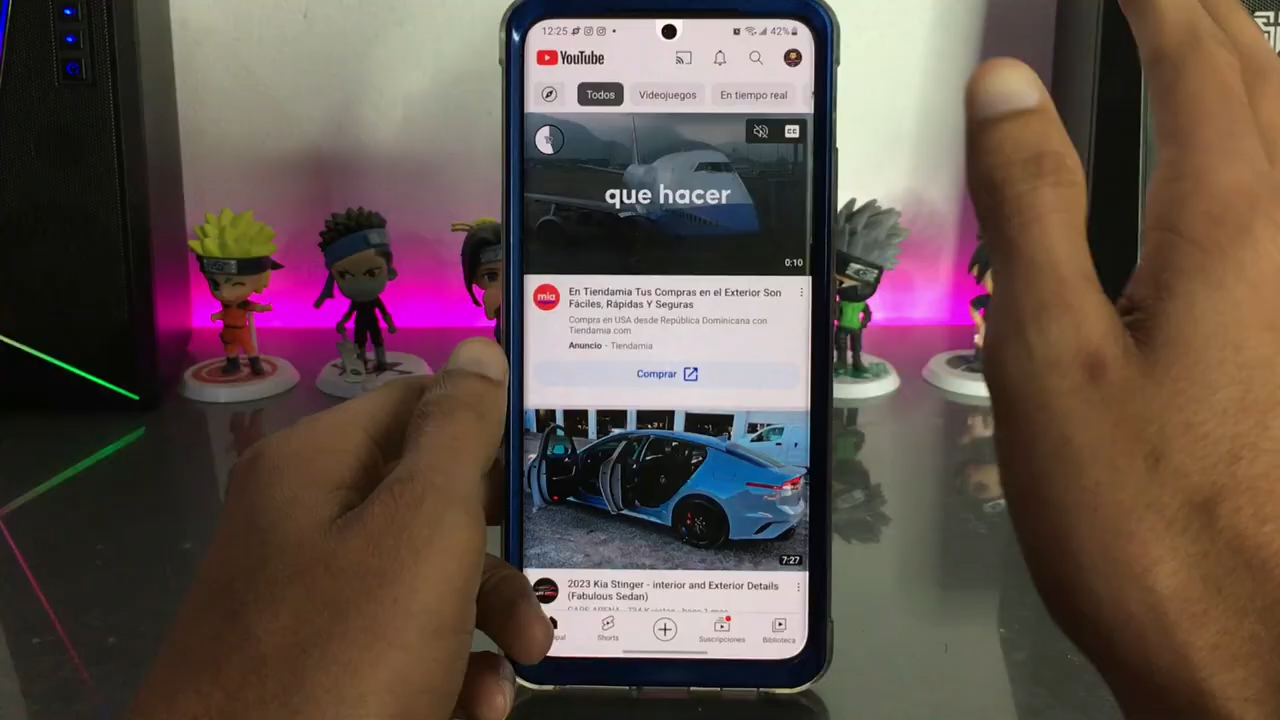 12:25
42%
YouTube
Todos
Videojuegos
En tiempo real
CC
que hacer
0:10
mia
En Tiendamia Tus Compras en el Exterior Son
Fáciles, Rápidas Y Seguras
Compra en USA desde República Dominicana con
Tiendamia.com
Anuncio - Tiendamia
Comprar
7:27
2023 Kia Stinger - interior and Exterior Details
(Fabulous Sedan)
Shorts
Suscripciones
Biblioteca